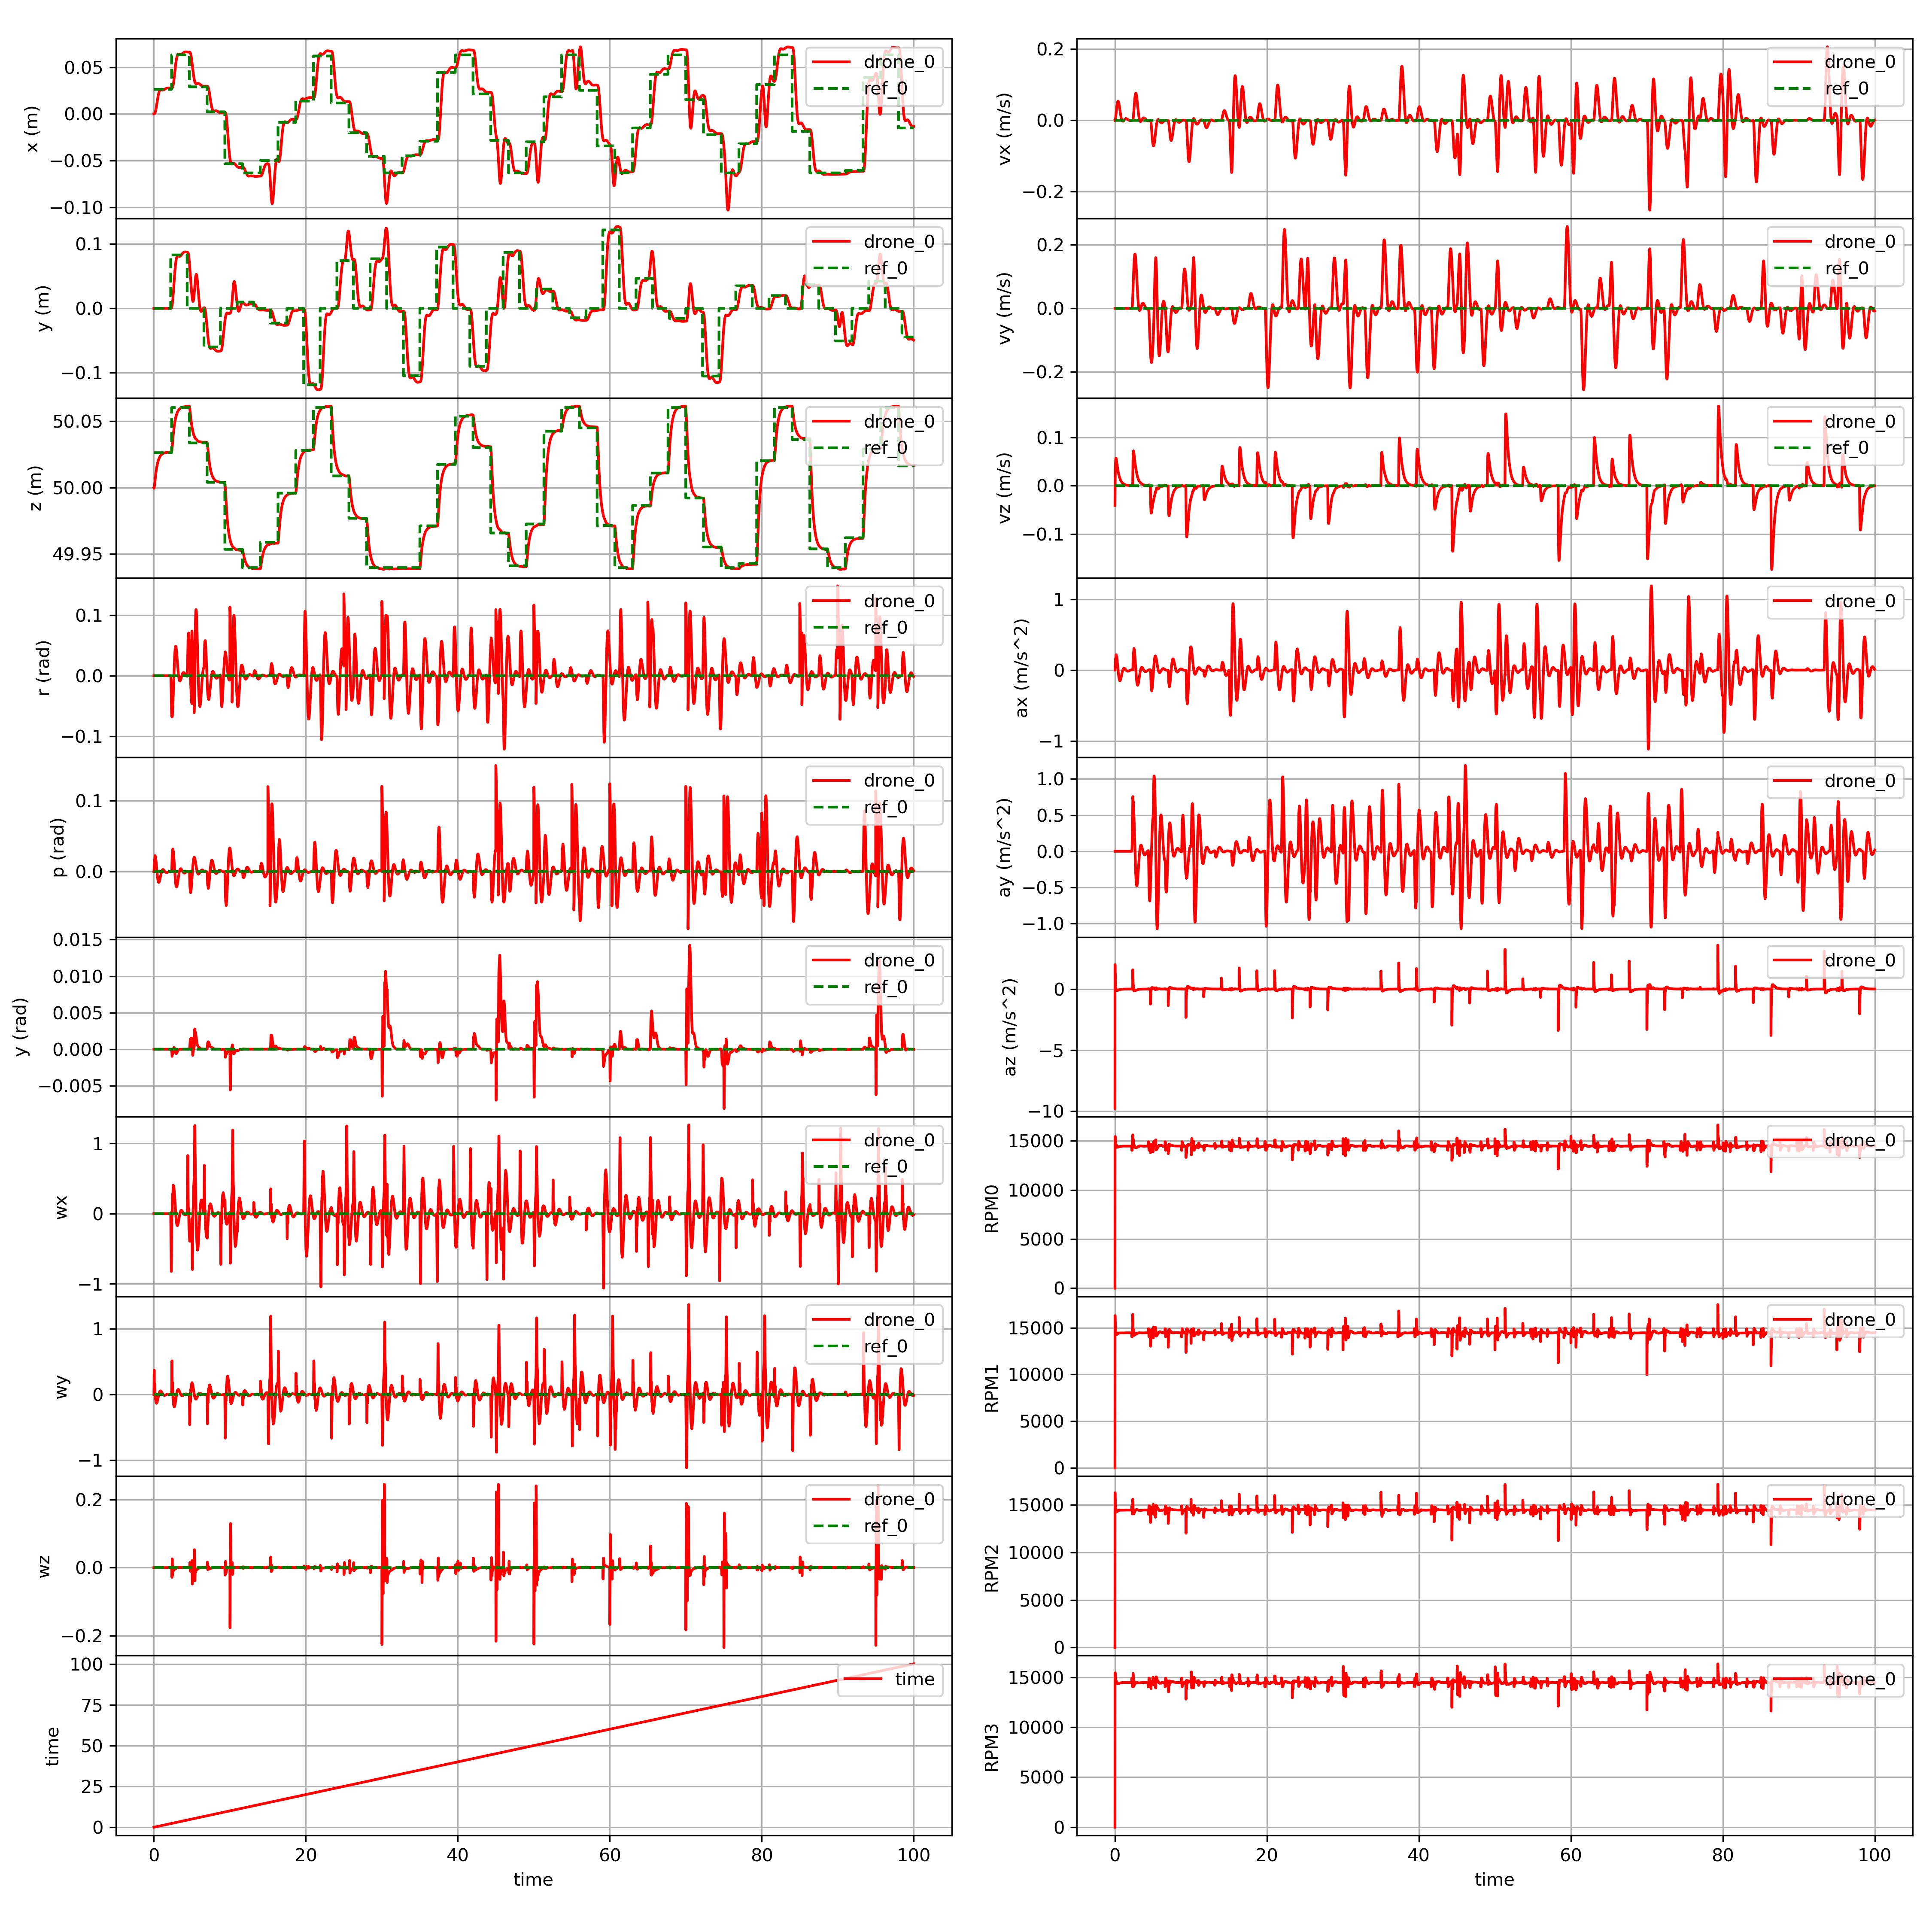 x (m)
0.05
0.00
−0.05
−0.10
drone_0
ref_0
y (m)
0.1
0.0
−0.1
drone_0
ref_0
z (m)
50.05
50.00
49.95
drone_0
ref_0
r (rad)
0.1
0.0
−0.1
drone_0
ref_0
p (rad)
0.1
0.0
drone_0
ref_0
y (rad)
0.015
0.010
0.005
0.000
−0.005
drone_0
ref_0
wx
1
0
−1
drone_0
ref_0
wy
1
0
−1
drone_0
ref_0
wz
0.2
0.0
−0.2
drone_0
ref_0
time
100
75
50
25
0
time
0 20 40 60 80 100
time
vx (m/s)
0.2
0.0
−0.2
drone_0
ref_0
vy (m/s)
0.2
0.0
−0.2
drone_0
ref_0
vz (m/s)
0.1
0.0
−0.1
drone_0
ref_0
ax (m/s^2)
1
0
−1
drone_0
ay (m/s^2)
1.0
0.5
0.0
−0.5
−1.0
drone_0
az (m/s^2)
0
−5
−10
drone_0
RPM0
15000
10000
5000
0
drone_0
RPM1
15000
10000
5000
0
drone_0
RPM2
15000
10000
5000
0
drone_0
RPM3
15000
10000
5000
0
drone_0
0 20 40 60 80 100
time